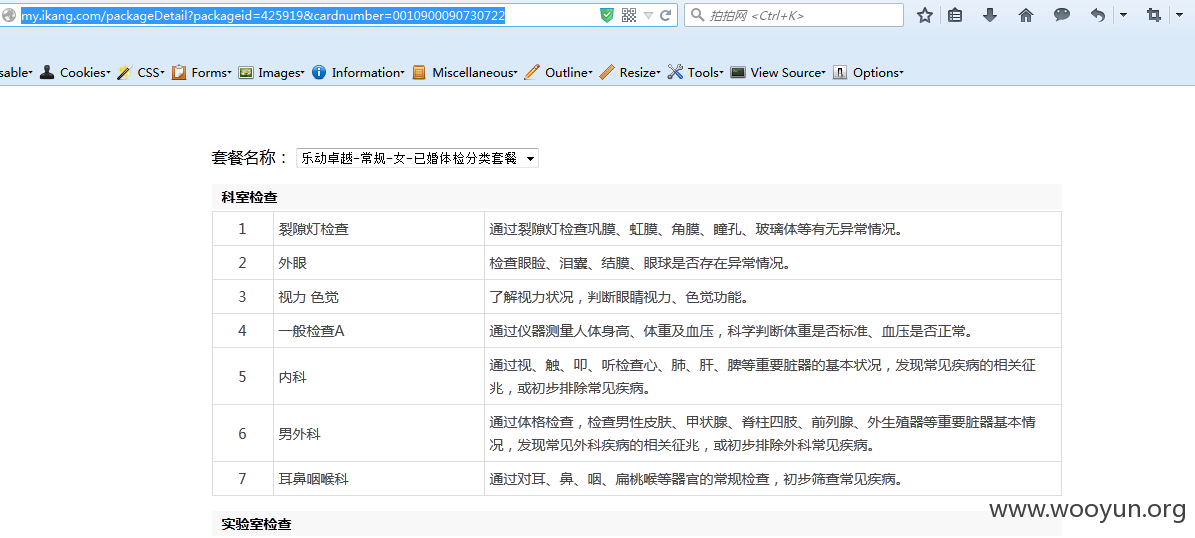 my.ikang.com/packageDetail?packageid=425919&cardnumber=0010900090730722
拍拍网 <Ctrl+K>
sable Cookies CSS Forms Images Information Miscellaneous Outline Resize Tools View Source Options
套餐名称： 乐动卓越-常规-女-已婚体检分类套餐
科室检查
1 裂隙灯检查 通过裂隙灯检查巩膜、虹膜、角膜、瞳孔、玻璃体等有无异常情况。
2 外眼 检查眼睑、泪囊、结膜、眼球是否存在异常情况。
3 视力 色觉 了解视力状况，判断眼睛视力、色觉功能。
4 一般检查A 通过仪器测量人体身高、体重及血压，科学判断体重是否标准、血压是否正常。
5 内科 通过视、触、叩、听检查心、肺、肝、脾等重要脏器的基本状况，发现常见疾病的相关征
兆，或初步排除常见疾病。
6 男外科 通过体格检查，检查男性皮肤、甲状腺、脊柱四肢、前列腺、外生殖器等重要脏器基本情
况，发现常见外科疾病的相关征兆，或初步排除外科常见疾病。
7 耳鼻咽喉科 通过对耳、鼻、咽、扁桃喉等器官的常规检查，初步筛查常见疾病。
www.wooyun.org
实验室检查